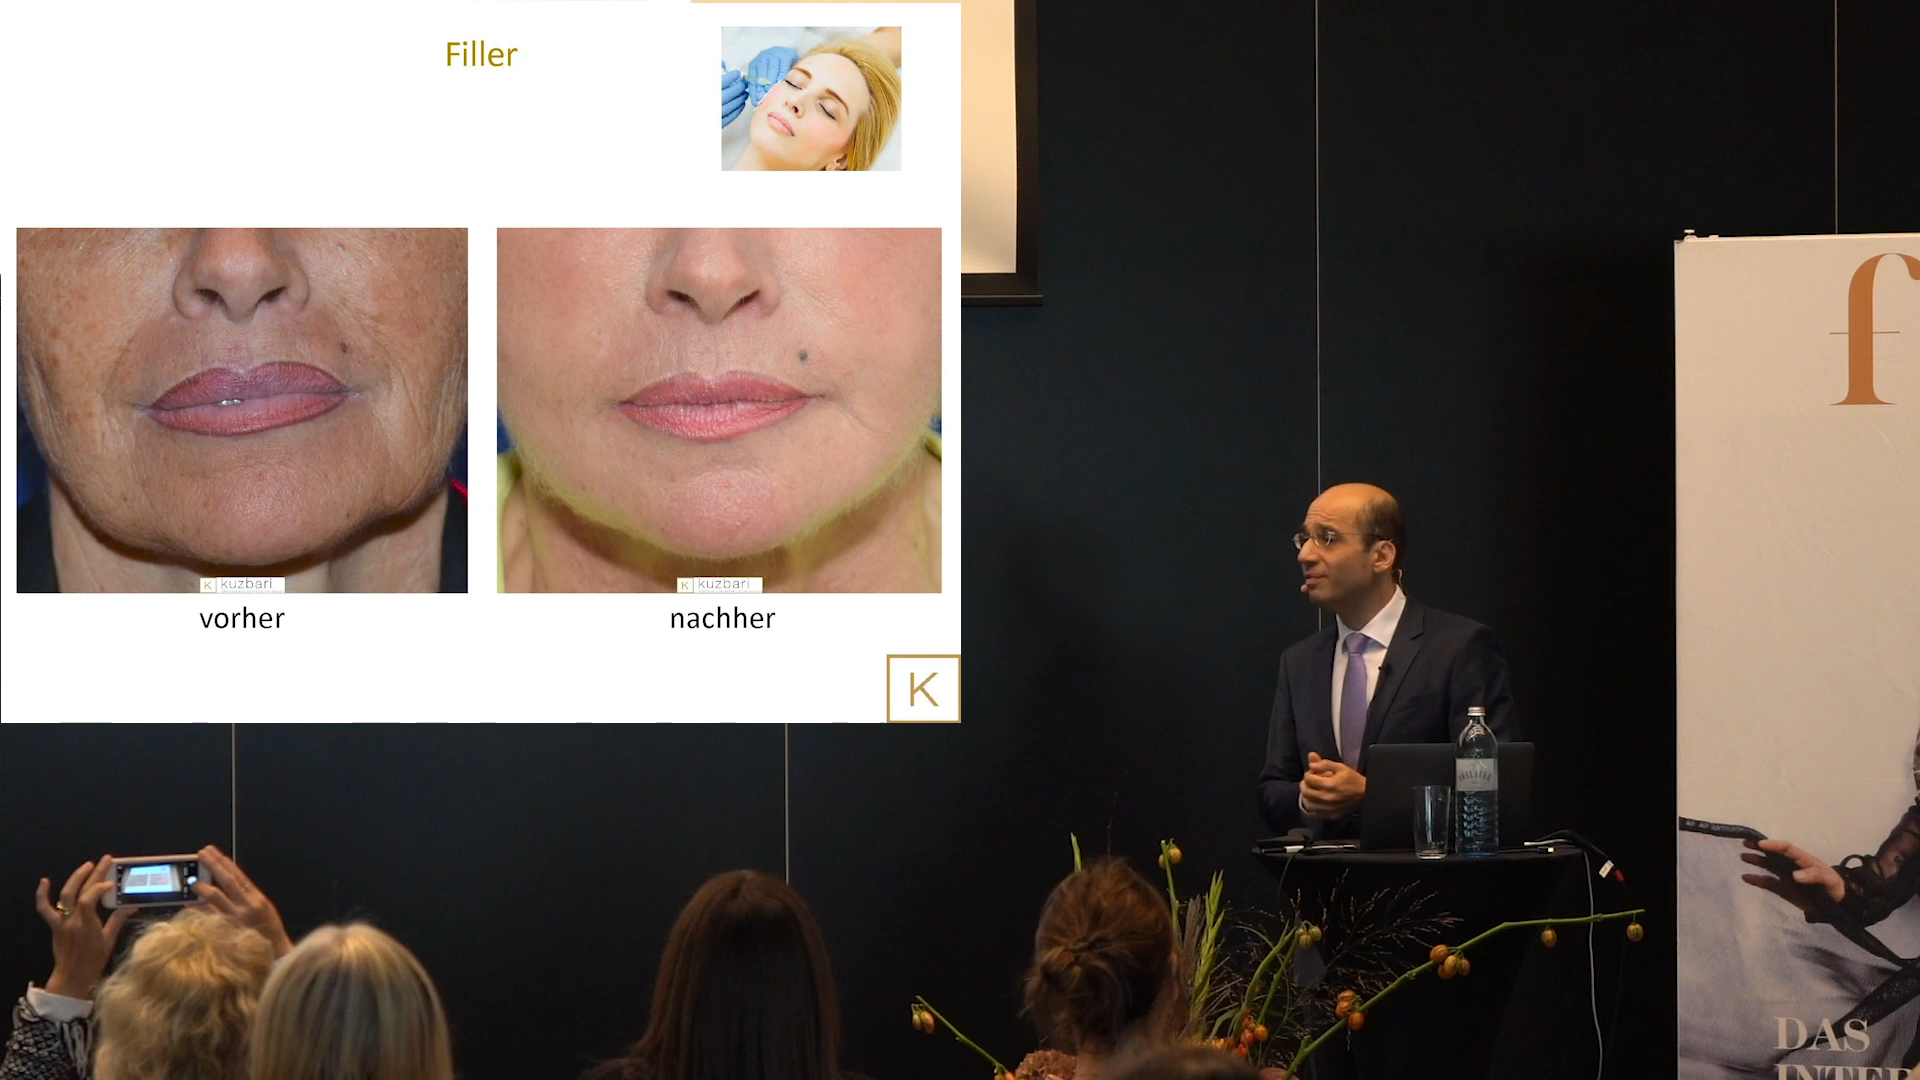 Filler
K kuzbari
K kuzbari
vorher
nachher
K
f
DAS